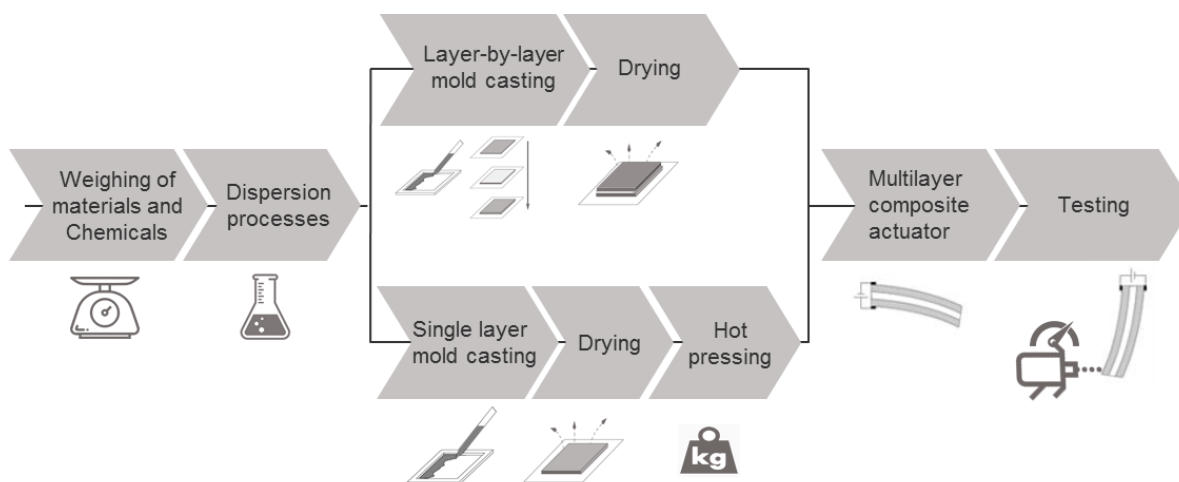 Layer-by-layer
mold casting
Drying
Weighing of
materials and
Chemicals
Dispersion
processes
Multilayer
composite
actuator
Testing
Single layer
mold casting
Drying
Hot
pressing
kg